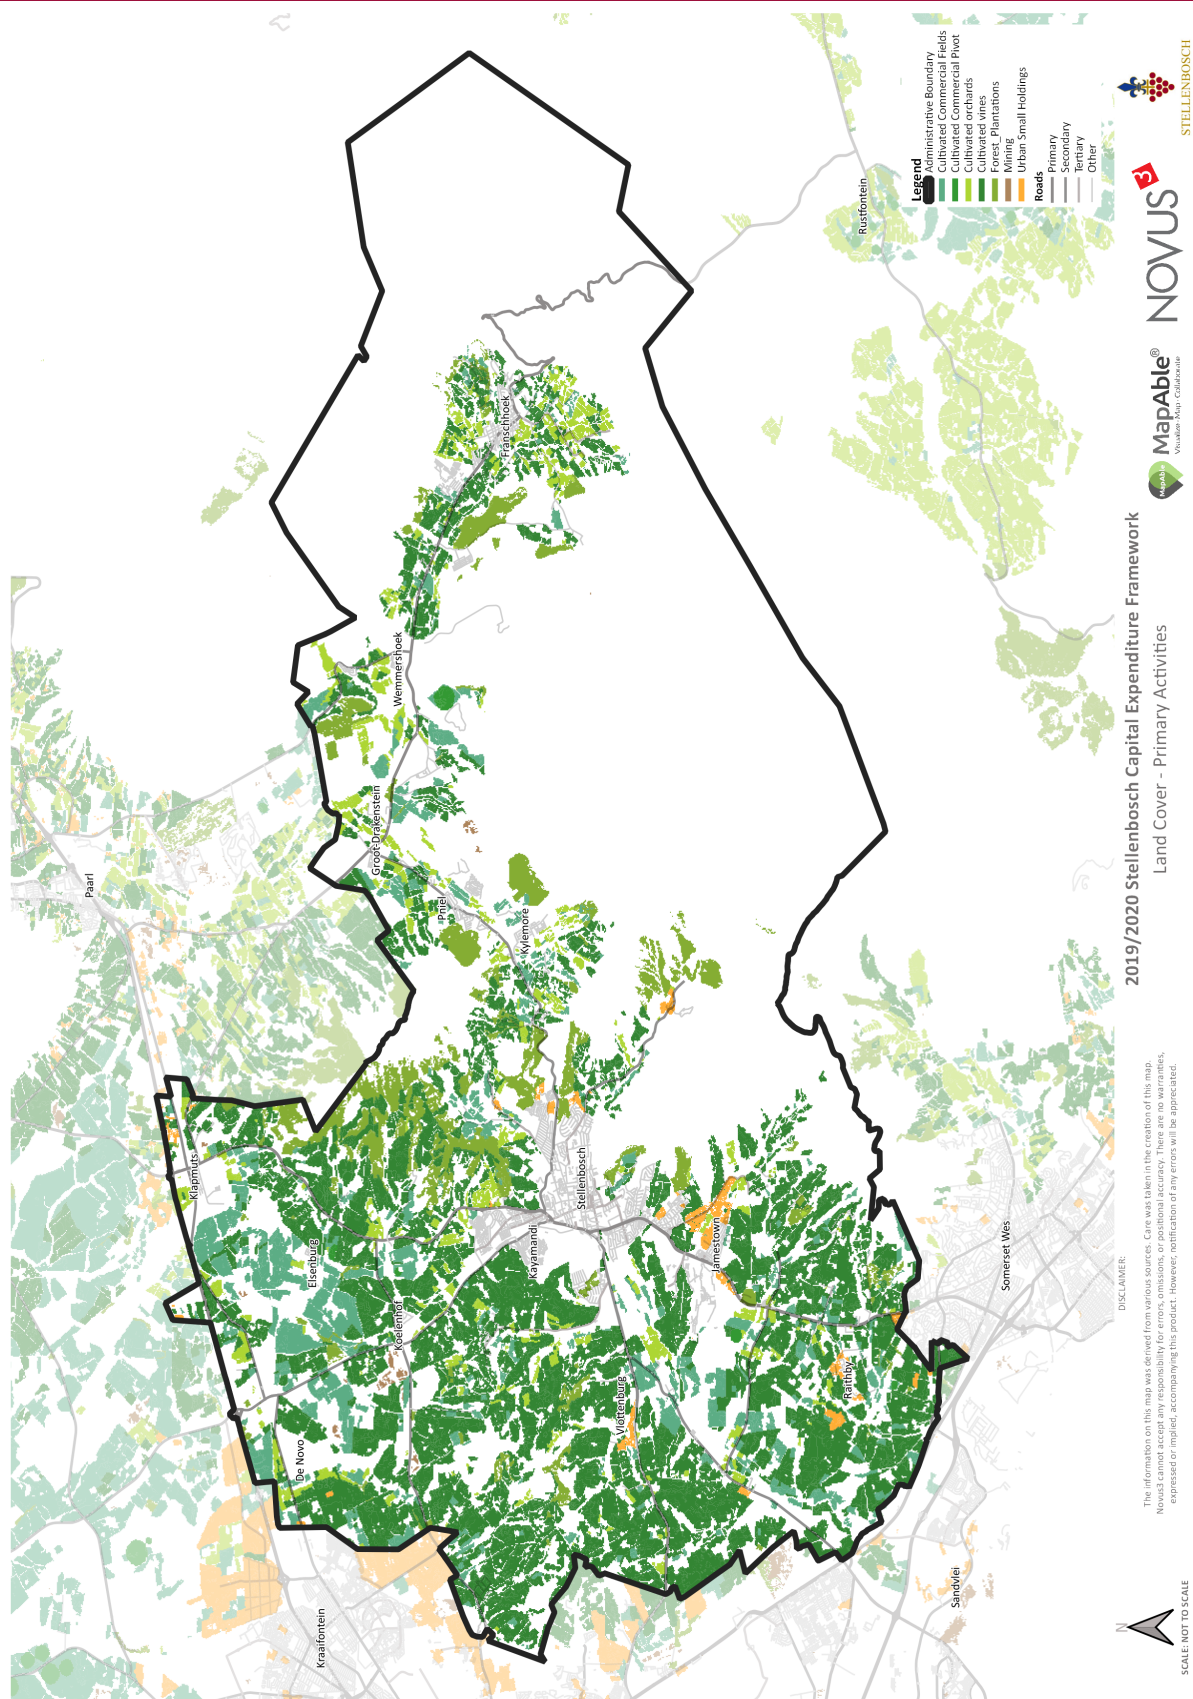 Paarl
Klapmuts
Elsenburg
Koelenhof
De Novo
Kraaifontein
Groot-Drakenstein
Pniel
Kylemore
Wemmershoek
Franschhoek
Stellenbosch
Kayamandi
Jamestown
Vlottenburg
Raithby
Somerset Wes
Sandvlei
Rustfontein
Legend
Administrative Boundary
Cultivated Commercial Fields
Cultivated Commercial Pivot
Cultivated orchards
Cultivated vines
Forest_Plantations
Mining
Urban Small Holdings
Roads
Primary
Secondary
Tertiary
Other
N
SCALE: NOT TO SCALE
DISCLAIMER:
The information on this map was derived from various sources. Care was taken in the creation of this map.
Novus3 cannot accept any responsibility for errors, omissions, or positional accuracy. There are no warranties,
expressed or implied, accompanying this product. However, notification of any errors will be appreciated.
2019/2020 Stellenbosch Capital Expenditure Framework
Land Cover - Primary Activities
MapAble
MapAble®
Visualize · Map · Collaborate
NOVUS3
STELLENBOSCH